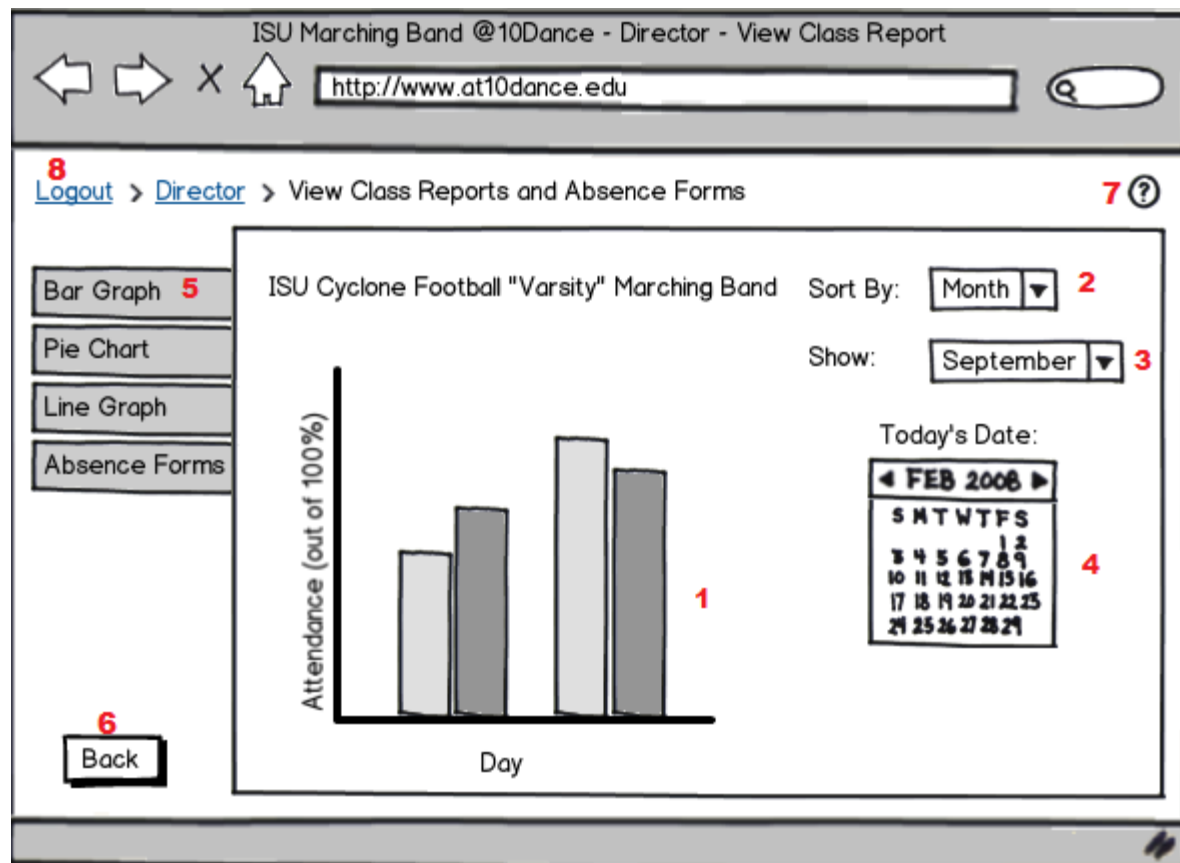 ISU Marching Band @10Dance - Director - View Class Report
http://www.at10dance.edu
8
Logout > Director > View Class Reports and Absence Forms
7 ?
Bar Graph 5
Pie Chart
Line Graph
Absence Forms
ISU Cyclone Football "Varsity" Marching Band
Sort By: Month 2
Show: September 3
Attendance (out of 100%)
Day
1
Today's Date:
FEB 2008
S M T W T F S
1 2
3 4 5 6 7 8 9
10 11 12 13 14 15 16
17 18 19 20 21 22 23
24 25 26 27 28 29
4
6
Back